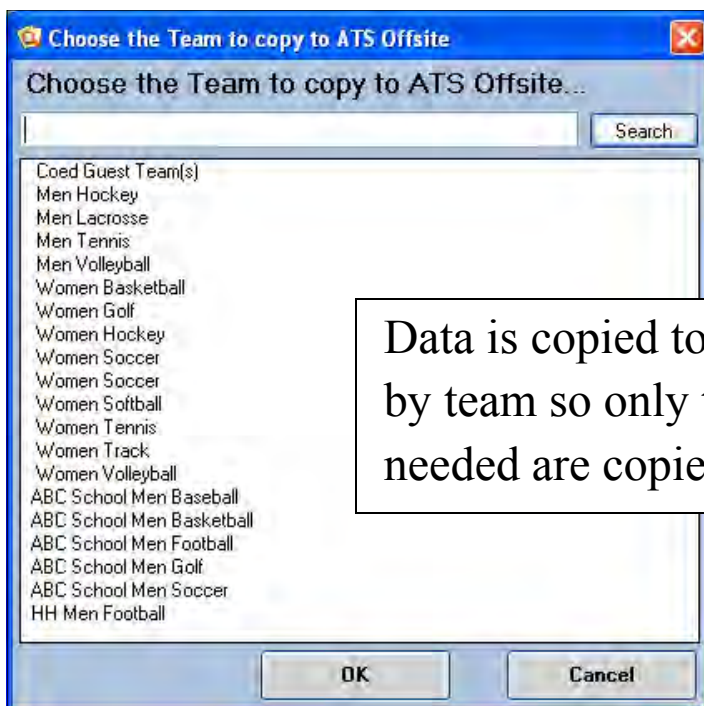 Choose the Team to copy to ATS Offsite
Choose the Team to copy to ATS Offsite...
Search
Coed Guest Team(s)
Men Hockey
Men Lacrosse
Men Tennis
Men Volleyball
Women Basketball
Women Golf
Women Hockey
Women Soccer
Women Soccer
Women Softball
Women Tennis
Women Track
Women Volleyball
ABC School Men Baseball
ABC School Men Basketball
ABC School Men Football
ABC School Men Golf
ABC School Men Soccer
HH Men Football
Data is copied to
by team so only
needed are copie
OK
Cancel